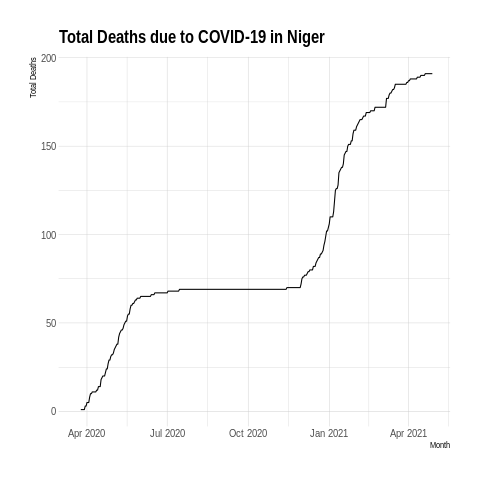 Total Deaths due to COVID-19 in Niger
Total Deaths
200
150
100
50
0
Apr 2020 Jul 2020 Oct 2020 Jan 2021 Apr 2021
Month